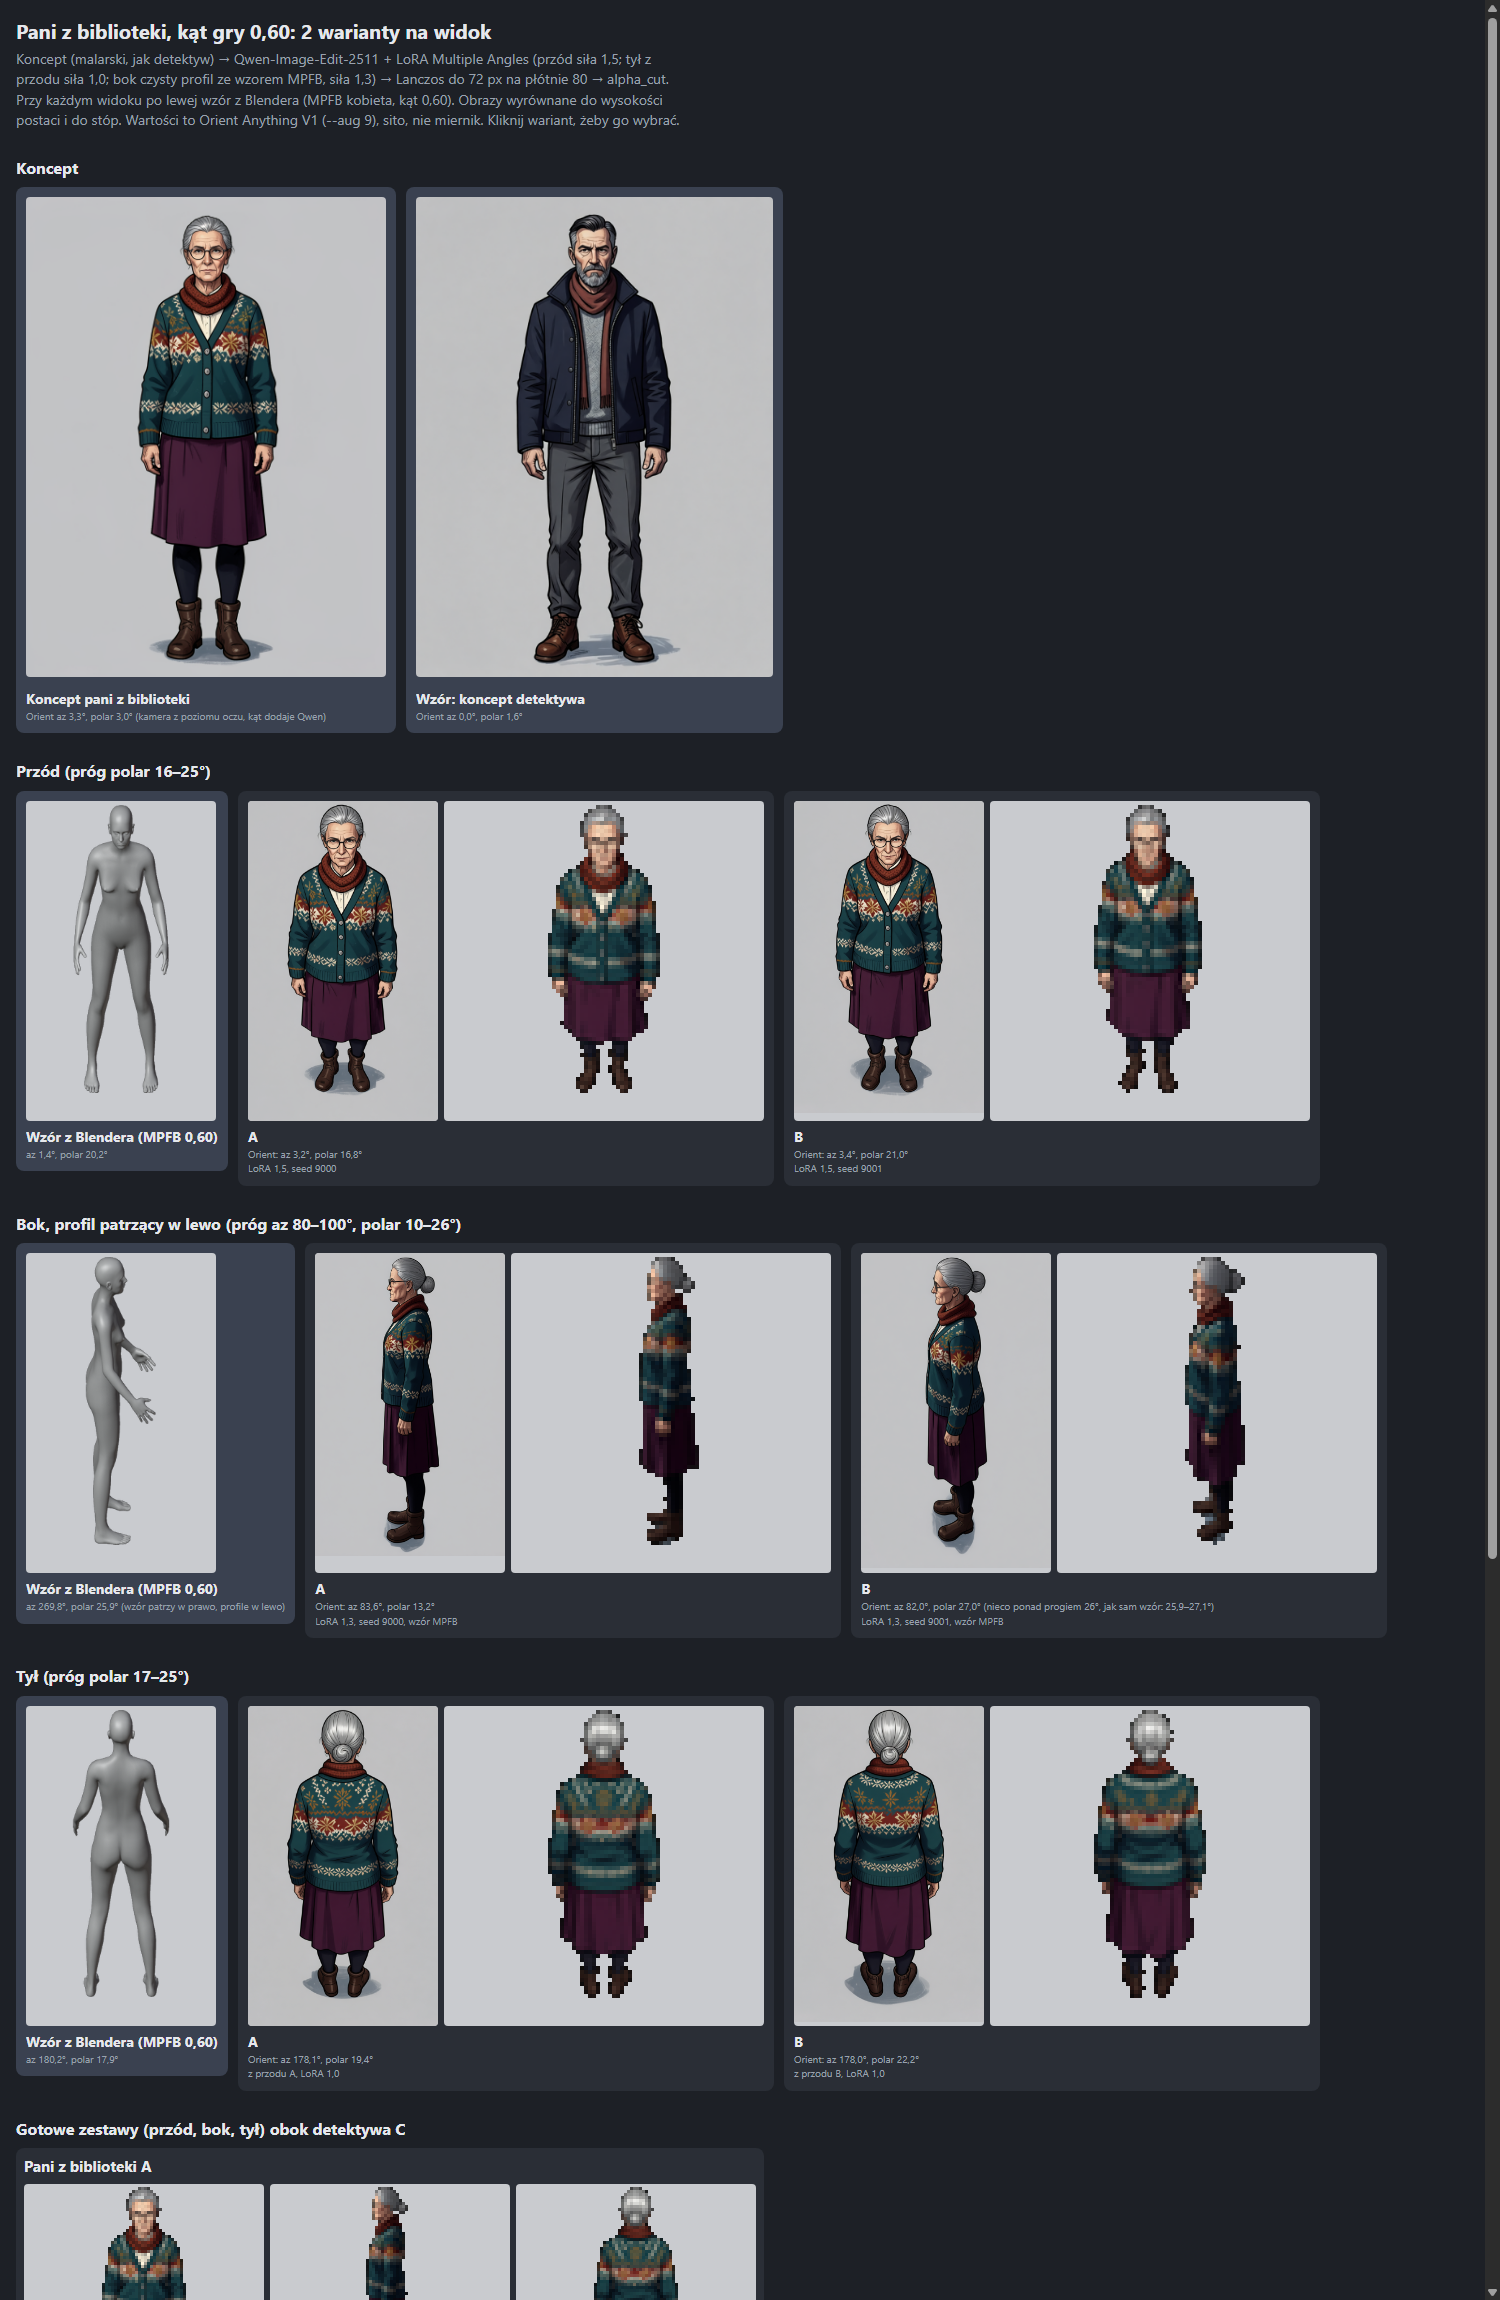 Pani z biblioteki, kąt gry 0,60: 2 warianty na widok
Koncept (malarski, jak detektyw) → Qwen-Image-Edit-2511 + LoRA Multiple Angles (przód siła 1,5; tył z
przodu siła 1,0; bok czysty profil ze wzorem MPFB, siła 1,3) → Lanczos do 72 px na płótnie 80 → alpha_cut.
Przy każdym widoku po lewej wzór z Blendera (MPFB kobieta, kąt 0,60). Obrazy wyrównane do wysokości
postaci i do stóp. Wartości to Orient Anything V1 (--aug 9), sito, nie miernik. Kliknij wariant, żeby go wybrać.
Koncept
Koncept pani z biblioteki
Orient az 3,3°, polar 3,0° (kamera z poziomu oczu, kąt dodaje Qwen)
Wzór: koncept detektywa
Orient az 0,0°, polar 1,6°
Przód (próg polar 16–25°)
Wzór z Blendera (MPFB 0,60)
az 1,4°, polar 20,2°
A
Orient: az 3,2°, polar 16,8°
LoRA 1,5, seed 9000
B
Orient: az 3,4°, polar 21,0°
LoRA 1,5, seed 9001
Bok, profil patrzący w lewo (próg az 80–100°, polar 10–26°)
Wzór z Blendera (MPFB 0,60)
az 269,8°, polar 25,9° (wzór patrzy w prawo, profile w lewo)
A
Orient: az 83,6°, polar 13,2°
LoRA 1,3, seed 9000, wzór MPFB
B
Orient: az 82,0°, polar 27,0° (nieco ponad progiem 26°, jak sam wzór: 25,9–27,1°)
LoRA 1,3, seed 9001, wzór MPFB
Tył (próg polar 17–25°)
Wzór z Blendera (MPFB 0,60)
az 180,2°, polar 17,9°
A
Orient: az 178,1°, polar 19,4°
z przodu A, LoRA 1,0
B
Orient: az 178,0°, polar 22,2°
z przodu B, LoRA 1,0
Gotowe zestawy (przód, bok, tył) obok detektywa C
Pani z biblioteki A